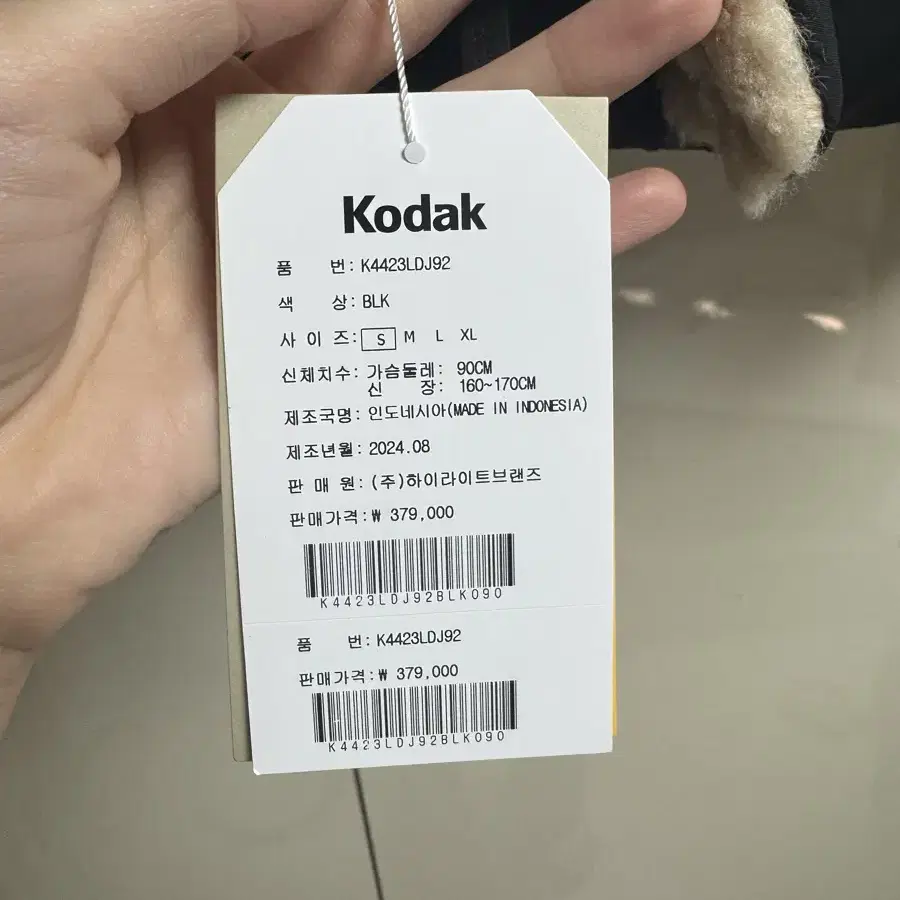 Kodak
품 번: K4423LDJ92
색 상: BLK
사 이 즈: S M L XL
신체치수: 가슴둘레: 90CM
신 장: 160~170CM
제조국명: 인도네시아(MADE IN INDONESIA)
제조년월: 2024.08
판 매 원: (주)하이라이트브랜즈
판매가격:₩ 379,000
K4423LDJ92BLK090
품 번: K4423LDJ92
판매가격:₩ 379,000
K4423LDJ92BLK090